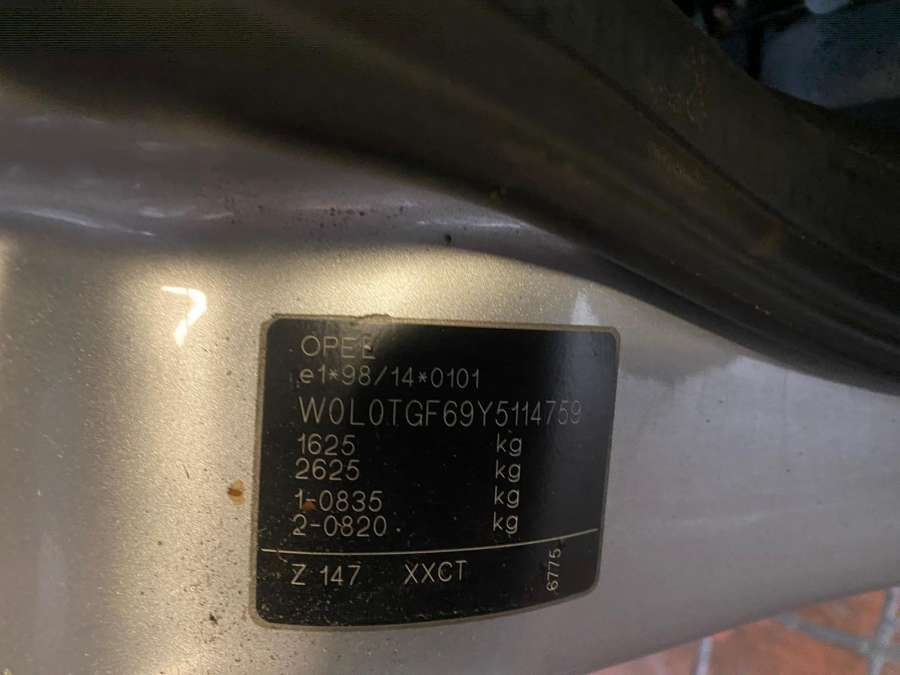 OPEL
e1*98/14*0101
W0L0TGF69Y5114759
1625 kg
2625 kg
1-0835 kg
2-0820 kg
Z 147 XXCT
6775